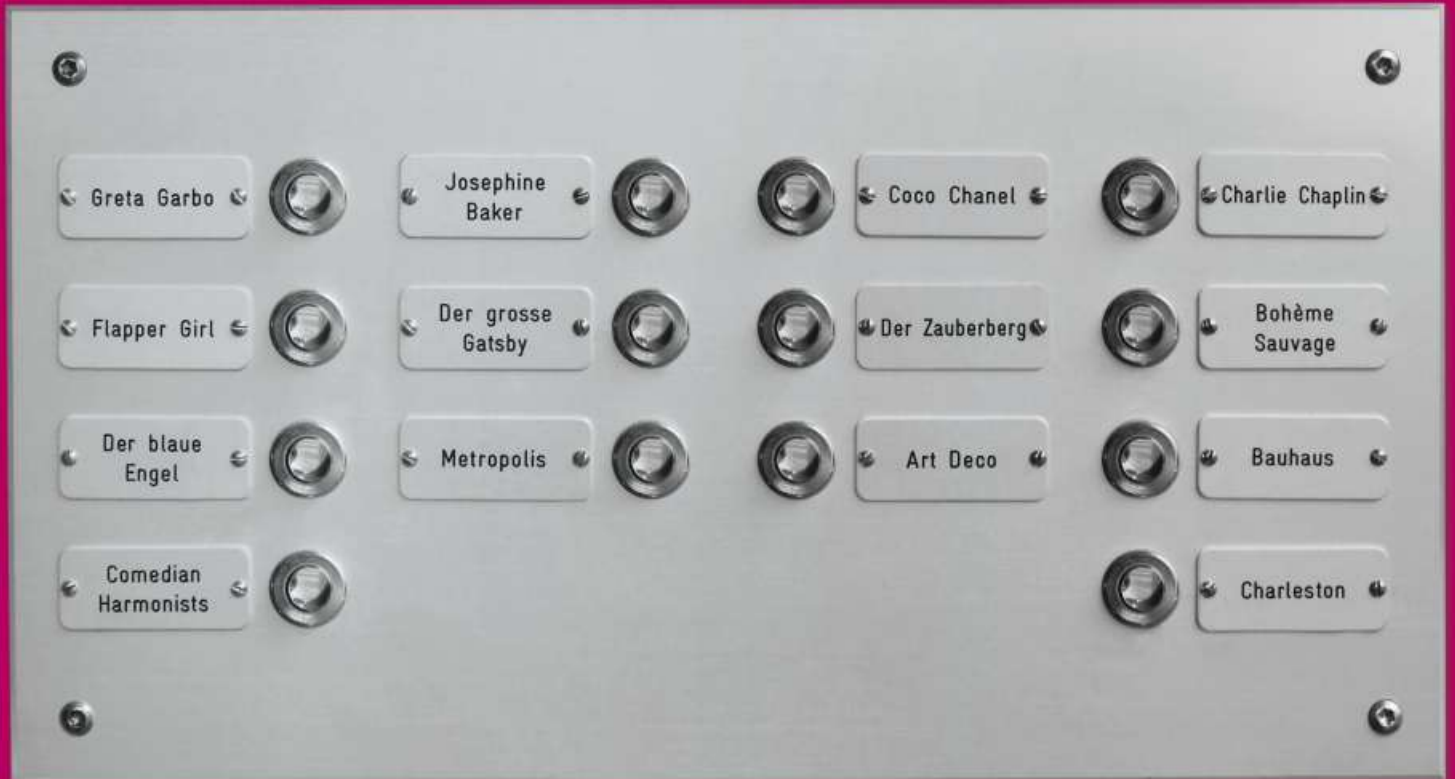 Greta Garbo
Josephine
Baker
Coco Chanel
Charlie Chaplin
Flapper Girl
Der grosse
Gatsby
Der Zauberberg
Bohème
Sauvage
Der blaue
Engel
Metropolis
Art Deco
Bauhaus
Comedian
Harmonists
Charleston